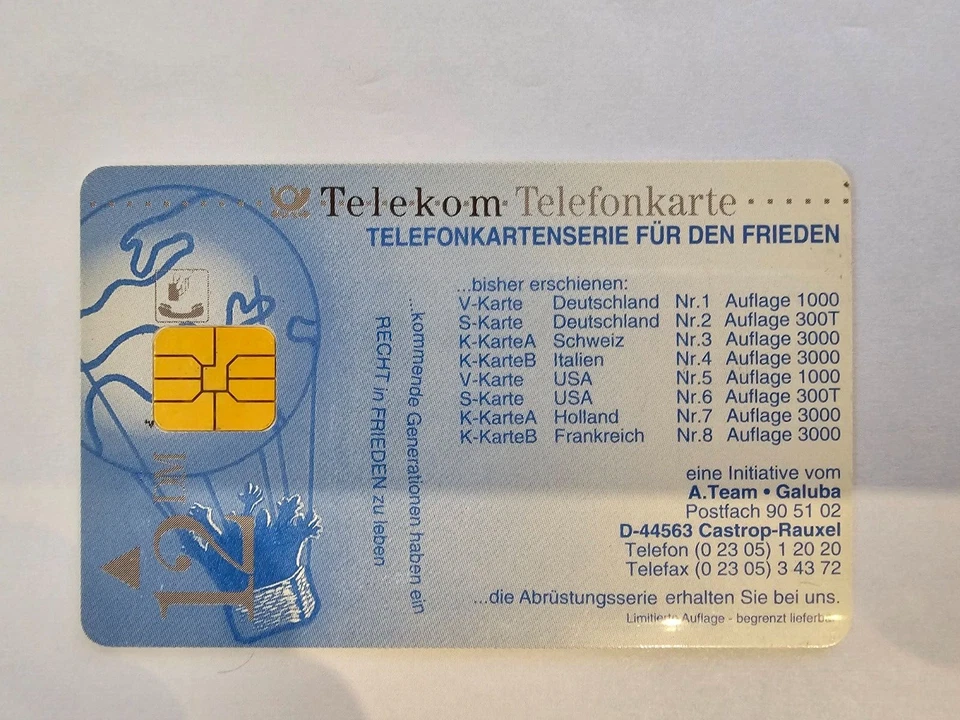 Telekom Telefonkarte
TELEFONKARTENSERIE FÜR DEN FRIEDEN
...bisher erschienen:
V-Karte Deutschland Nr.1 Auflage 1000
S-Karte Deutschland Nr.2 Auflage 300T
K-KarteA Schweiz Nr.3 Auflage 3000
K-KarteB Italien Nr.4 Auflage 3000
V-Karte USA Nr.5 Auflage 1000
S-Karte USA Nr.6 Auflage 300T
K-KarteA Holland Nr.7 Auflage 3000
K-KarteB Frankreich Nr.8 Auflage 3000
...kommende Generationen haben ein
RECHT in FRIEDEN zu leben
12 DM
eine Initiative vom
A.Team • Galuba
Postfach 90 51 02
D-44563 Castrop-Rauxel
Telefon (0 23 05) 1 20 20
Telefax (0 23 05) 3 43 72
...die Abrüstungsserie erhalten Sie bei uns.
Limitierte Auflage - begrenzt lieferbar